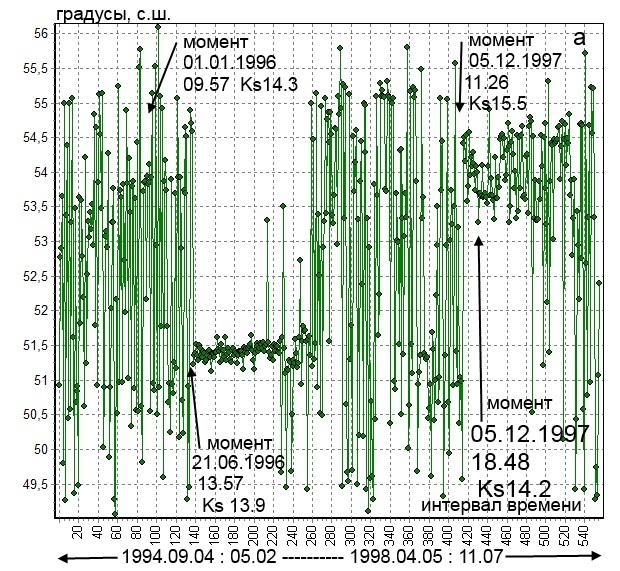 градусы, с.ш.
56
55,5
55
54,5
54
53,5
53
52,5
52
51,5
51
50,5
50
49,5
а
момент
01.01.1996
09.57 Ks14.3
момент
05.12.1997
11.26
Ks15.5
момент
21.06.1996
13.57
Ks 13.9
момент
05.12.1997
18.48
Ks14.2
интервал времени
20 40 60 80 100 120 140 160 180 200 220 240 260 280 300 320 340 360 380 400 420 440 460 480 500 520 540
1994.09.04 : 05.02 ---------- 1998.04.05 : 11.07